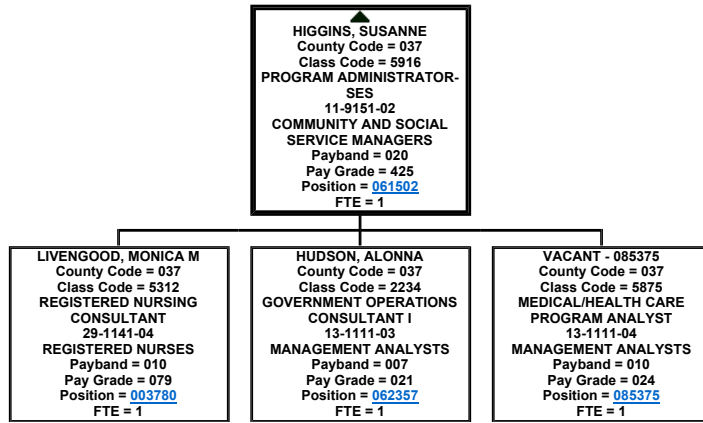 HIGGINS, SUSANNE
County Code = 037
Class Code = 5916
PROGRAM ADMINISTRATOR-
SES
11-9151-02
COMMUNITY AND SOCIAL
SERVICE MANAGERS
Payband = 020
Pay Grade = 425
Position = 061502
FTE = 1
LIVENGOOD, MONICA M
County Code = 037
Class Code = 5312
REGISTERED NURSING
CONSULTANT
29-1141-04
REGISTERED NURSES
Payband = 010
Pay Grade = 079
Position = 003780
FTE = 1
HUDSON, ALONNA
County Code = 037
Class Code = 2234
GOVERNMENT OPERATIONS
CONSULTANT I
13-1111-03
MANAGEMENT ANALYSTS
Payband = 007
Pay Grade = 021
Position = 062357
FTE = 1
VACANT - 085375
County Code = 037
Class Code = 5875
MEDICAL/HEALTH CARE
PROGRAM ANALYST
13-1111-04
MANAGEMENT ANALYSTS
Payband = 010
Pay Grade = 024
Position = 085375
FTE = 1